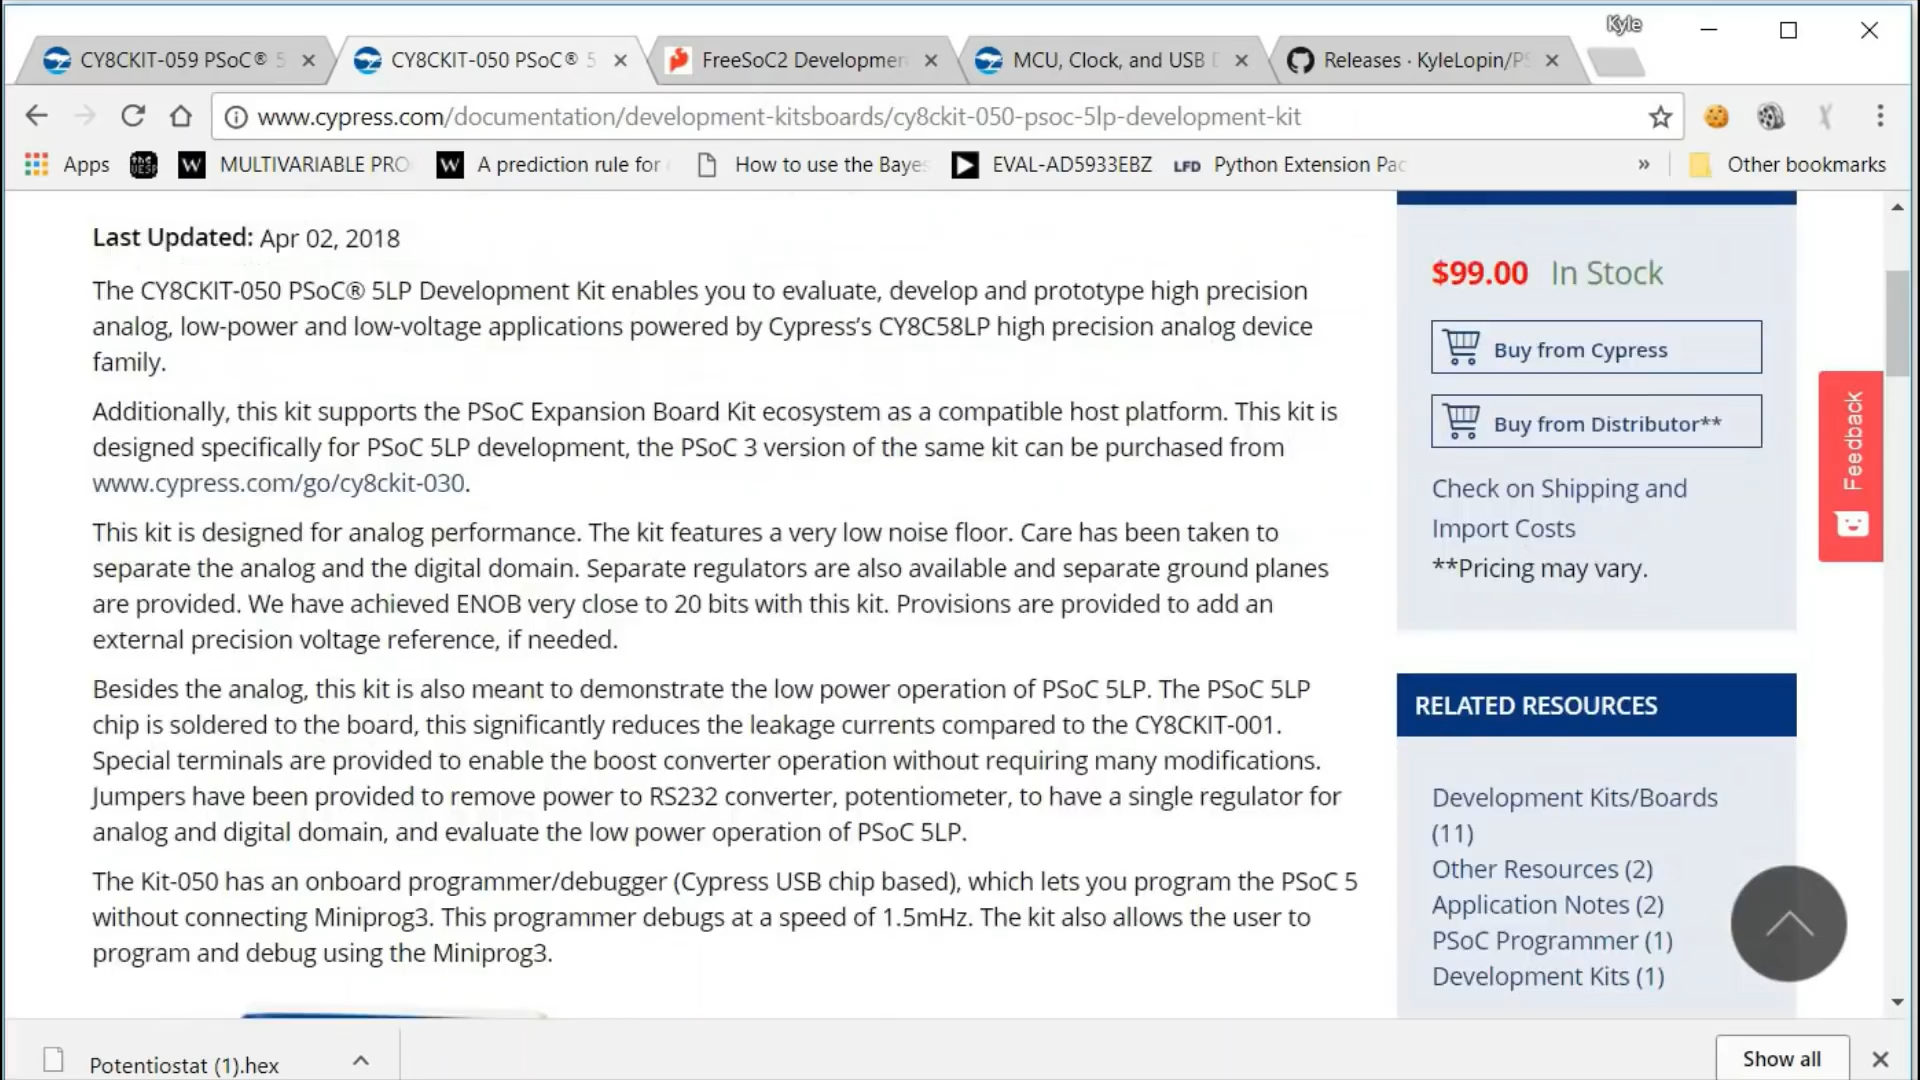 Kyle
CY8CKIT-059 PSoC® 5
CY8CKIT-050 PSoC® 5
FreeSoC2 Developmen
MCU, Clock, and USB D
Releases · KyleLopin/PS
www.cypress.com/documentation/development-kitsboards/cy8ckit-050-psoc-5lp-development-kit
Apps
the UESP
W MULTIVARIABLE PRO
W A prediction rule for
How to use the Baye
EVAL-AD5933EBZ
LFD Python Extension Pac
»
Other bookmarks
Last Updated: Apr 02, 2018
The CY8CKIT-050 PSoC® 5LP Development Kit enables you to evaluate, develop and prototype high precision
analog, low-power and low-voltage applications powered by Cypress's CY8C58LP high precision analog device
family.
Additionally, this kit supports the PSoC Expansion Board Kit ecosystem as a compatible host platform. This kit is
designed specifically for PSoC 5LP development, the PSoC 3 version of the same kit can be purchased from
www.cypress.com/go/cy8ckit-030.
This kit is designed for analog performance. The kit features a very low noise floor. Care has been taken to
separate the analog and the digital domain. Separate regulators are also available and separate ground planes
are provided. We have achieved ENOB very close to 20 bits with this kit. Provisions are provided to add an
external precision voltage reference, if needed.
Besides the analog, this kit is also meant to demonstrate the low power operation of PSoC 5LP. The PSoC 5LP
chip is soldered to the board, this significantly reduces the leakage currents compared to the CY8CKIT-001.
Special terminals are provided to enable the boost converter operation without requiring many modifications.
Jumpers have been provided to remove power to RS232 converter, potentiometer, to have a single regulator for
analog and digital domain, and evaluate the low power operation of PSoC 5LP.
The Kit-050 has an onboard programmer/debugger (Cypress USB chip based), which lets you program the PSoC 5
without connecting Miniprog3. This programmer debugs at a speed of 1.5mHz. The kit also allows the user to
program and debug using the Miniprog3.
$99.00 In Stock
Buy from Cypress
Buy from Distributor**
Check on Shipping and
Import Costs
**Pricing may vary.
Feedback
RELATED RESOURCES
Development Kits/Boards
(11)
Other Resources (2)
Application Notes (2)
PSoC Programmer (1)
Development Kits (1)
Potentiostat (1).hex
Show all